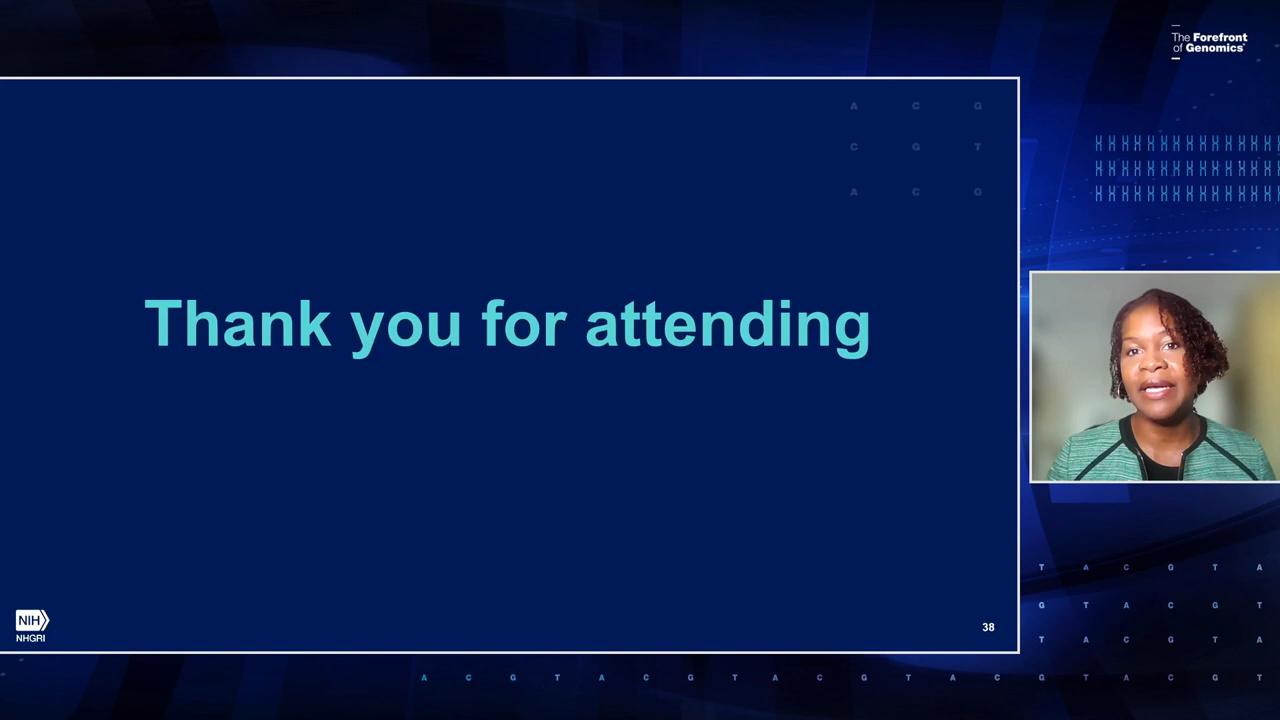 The Forefront
of Genomics®
A C G
C G T
A C G
Thank you for attending
NIH
NHGRI
38
T A C G T A
G T A C G T
T A C G T A
A C G T A C G T A C G T A C G T A C G T